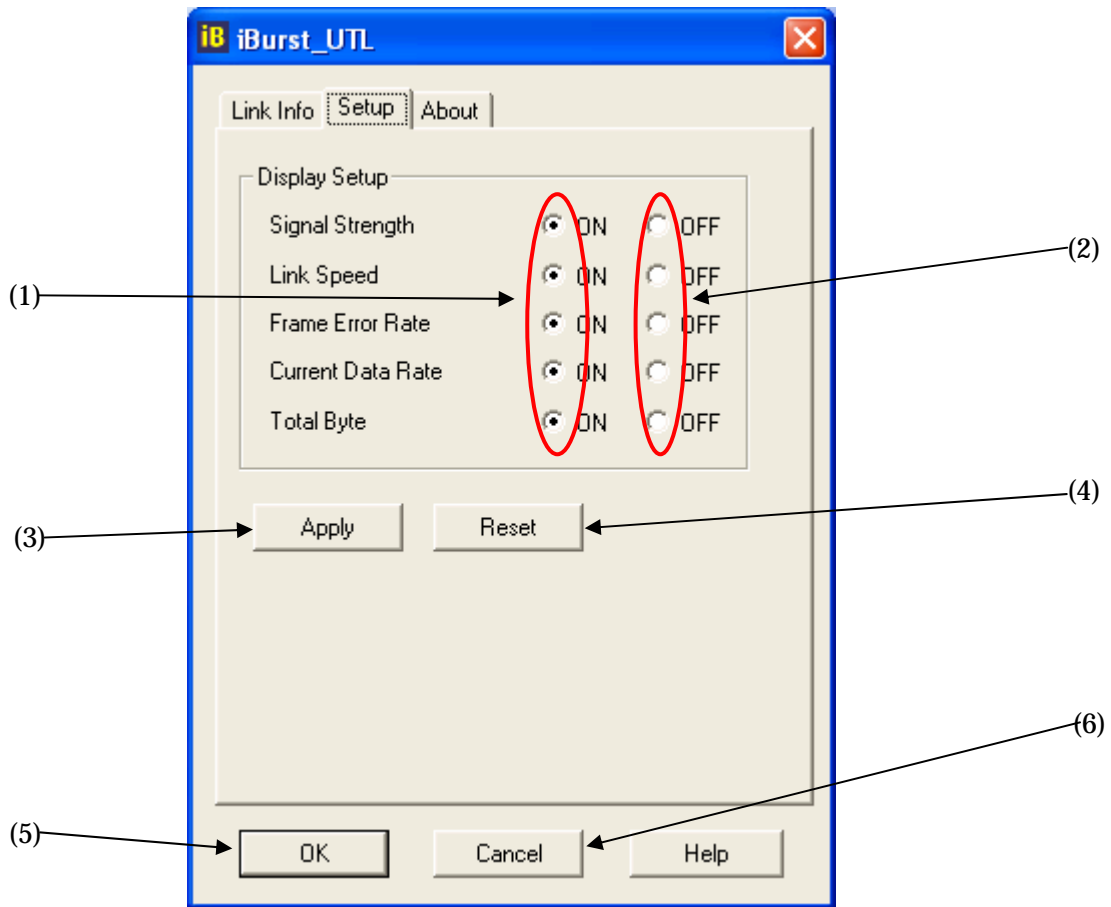 iB iBurst_UTL
Link Info Setup About
Display Setup
Signal Strength ON OFF
(2)
Link Speed ON OFF
(1)
Frame Error Rate ON OFF
Current Data Rate ON OFF
Total Byte ON OFF
(4)
Apply Reset
(3)
(6)
(5)
OK Cancel Help